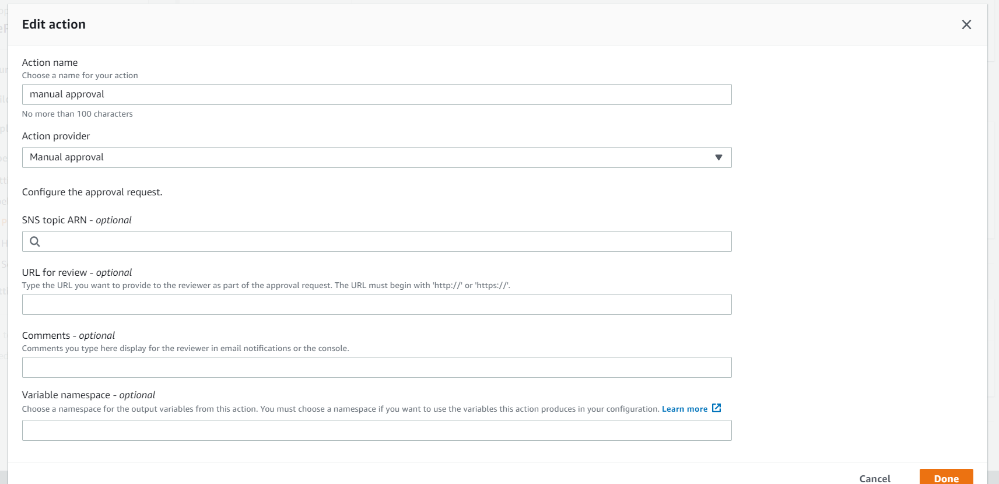 Edit action
Action name
Choose a name for your action
manual approval
No more than 100 characters
Action provider
Manual approval
Configure the approval request.
SNS topic ARN - optional
URL for review - optional
Type the URL you want to provide to the reviewer as part of the approval request. The URL must begin with 'http://' or 'https://'.
Comments - optional
Comments you type here display for the reviewer in email notifications or the console.
Variable namespace - optional
Choose a namespace for the output variables from this action. You must choose a namespace if you want to use the variables this action produces in your configuration. Learn more
Cancel
Done